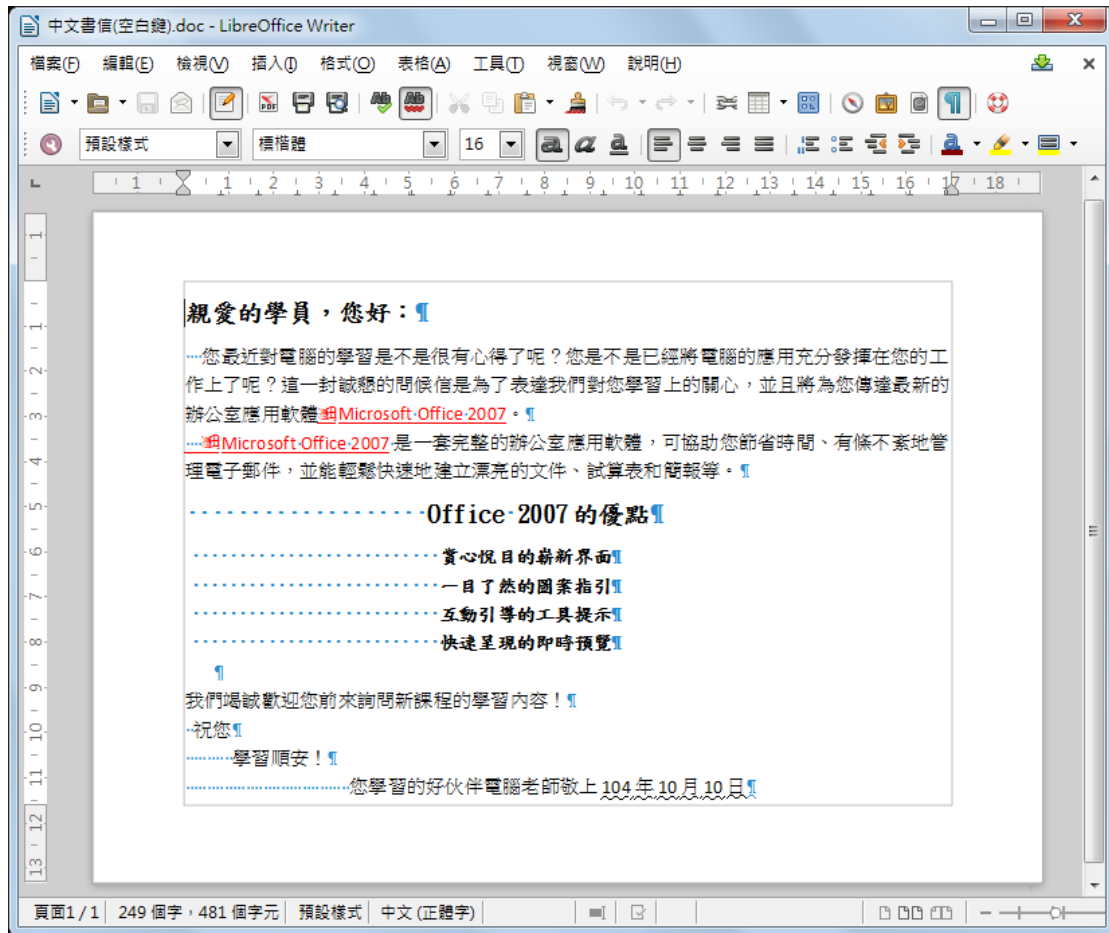 中文書信(空白鍵).doc - LibreOffice Writer
檔案(F) 編輯(E) 檢視(V) 插入(I) 格式(O) 表格(A) 工具(T) 視窗(W) 說明(H)
預設樣式 標楷體 16
1 1 2 3 4 5 6 7 8 9 10 11 12 13 14 15 16 17 18
親愛的學員，您好：¶
····您最近對電腦的學習是不是很有心得了呢？您是不是已經將電腦的應用充分發揮在您的工
作上了呢？這一封誠懇的問候信是為了表達我們對您學習上的關心，並且將為您傳達最新的
辦公室應用軟體Microsoft·Office·2007。¶
····Microsoft·Office·2007·是一套完整的辦公室應用軟體，可協助您節省時間、有條不紊地管
理電子郵件，並能輕鬆快速地建立漂亮的文件、試算表和簡報等。¶
Office·2007的優點¶
賞心悅目的嶄新界面¶
一目了然的圖案指引¶
互動引導的工具提示¶
快速呈現的即時預覽¶
¶
我們竭誠歡迎您前來詢問新課程的學習內容！¶
··祝您¶
學習順安！¶
您學習的好伙伴電腦老師敬上 104年10月10日¶
1
1
2
3
4
5
6
7
8
9
10
11
12
13
頁面1 / 1 249 個字，481 個字元 預設樣式 中文 (正體字)